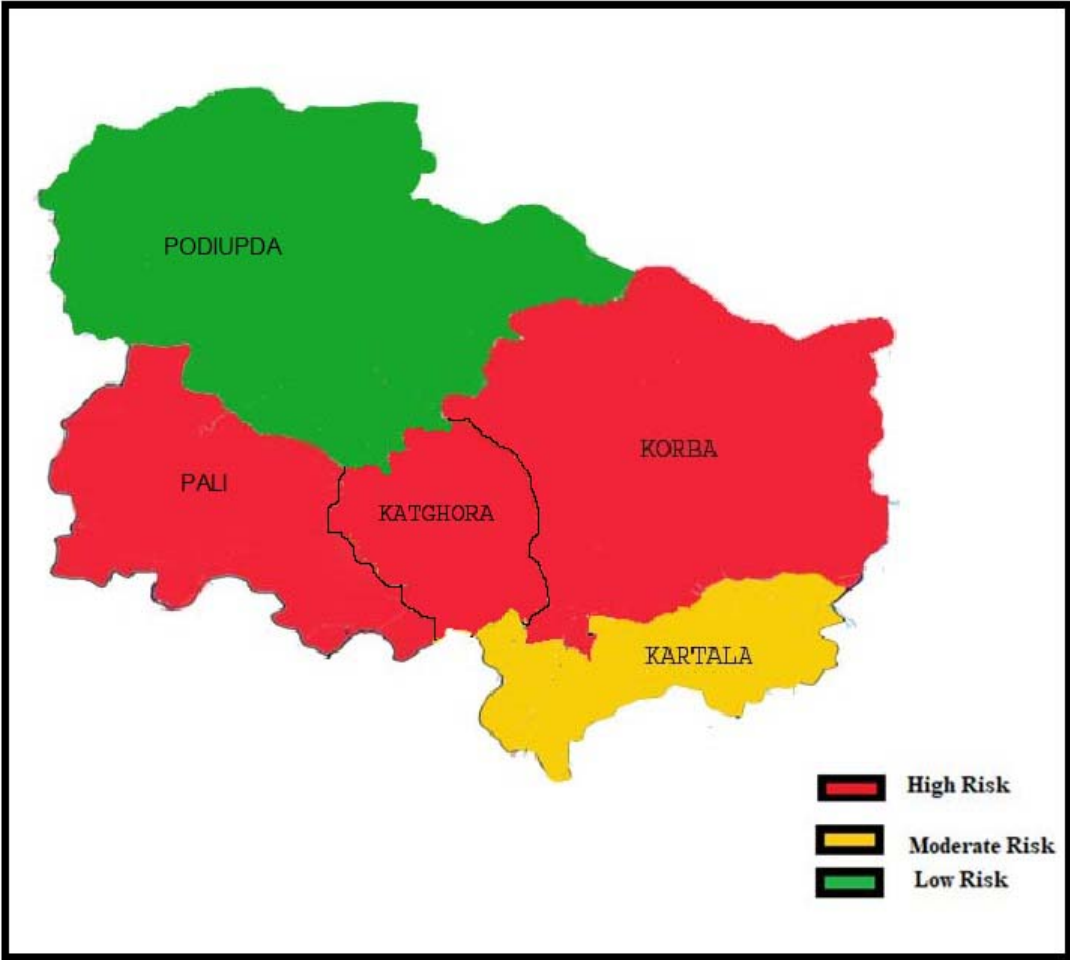 PODIUPDA
KORBA
PALI
KATGHORA
KARTALA
High Risk
Moderate Risk
Low Risk